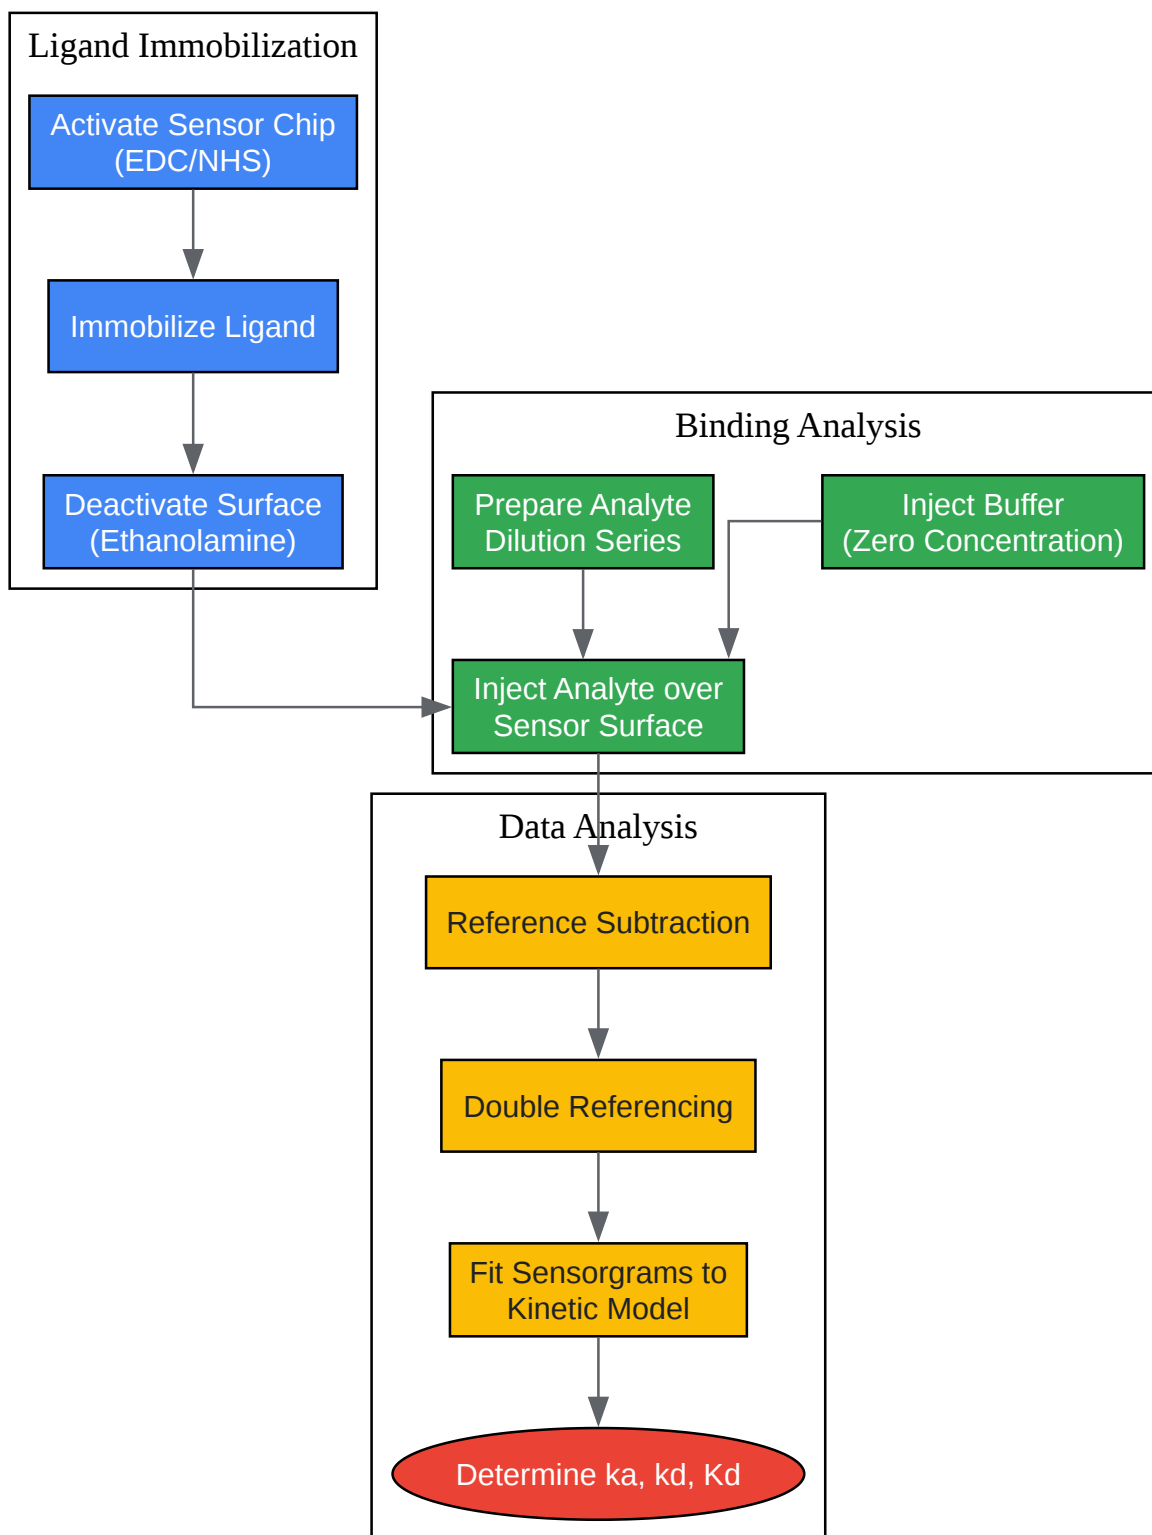 Ligand Immobilization
Activate Sensor Chip
(EDC/NHS)
Immobilize Ligand
Deactivate Surface
(Ethanolamine)
Binding Analysis
Prepare Analyte
Dilution Series
Inject Buffer
(Zero Concentration)
Inject Analyte over
Sensor Surface
Data Analysis
Reference Subtraction
Double Referencing
Fit Sensorgrams to
Kinetic Model
Determine ka, kd, Kd